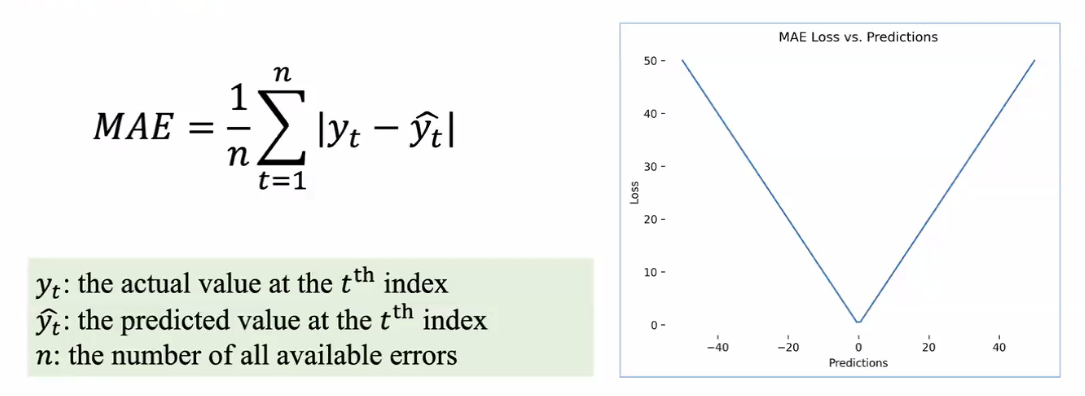 MAE = \frac{1}{n} \sum_{t=1}^{n} |y_t - \hat{y_t}|
y_t: the actual value at the t^{th} index
\hat{y_t}: the predicted value at the t^{th} index
n: the number of all available errors
MAE Loss vs. Predictions
50
40
30
20
10
0
Loss
−40 −20 0 20 40
Predictions